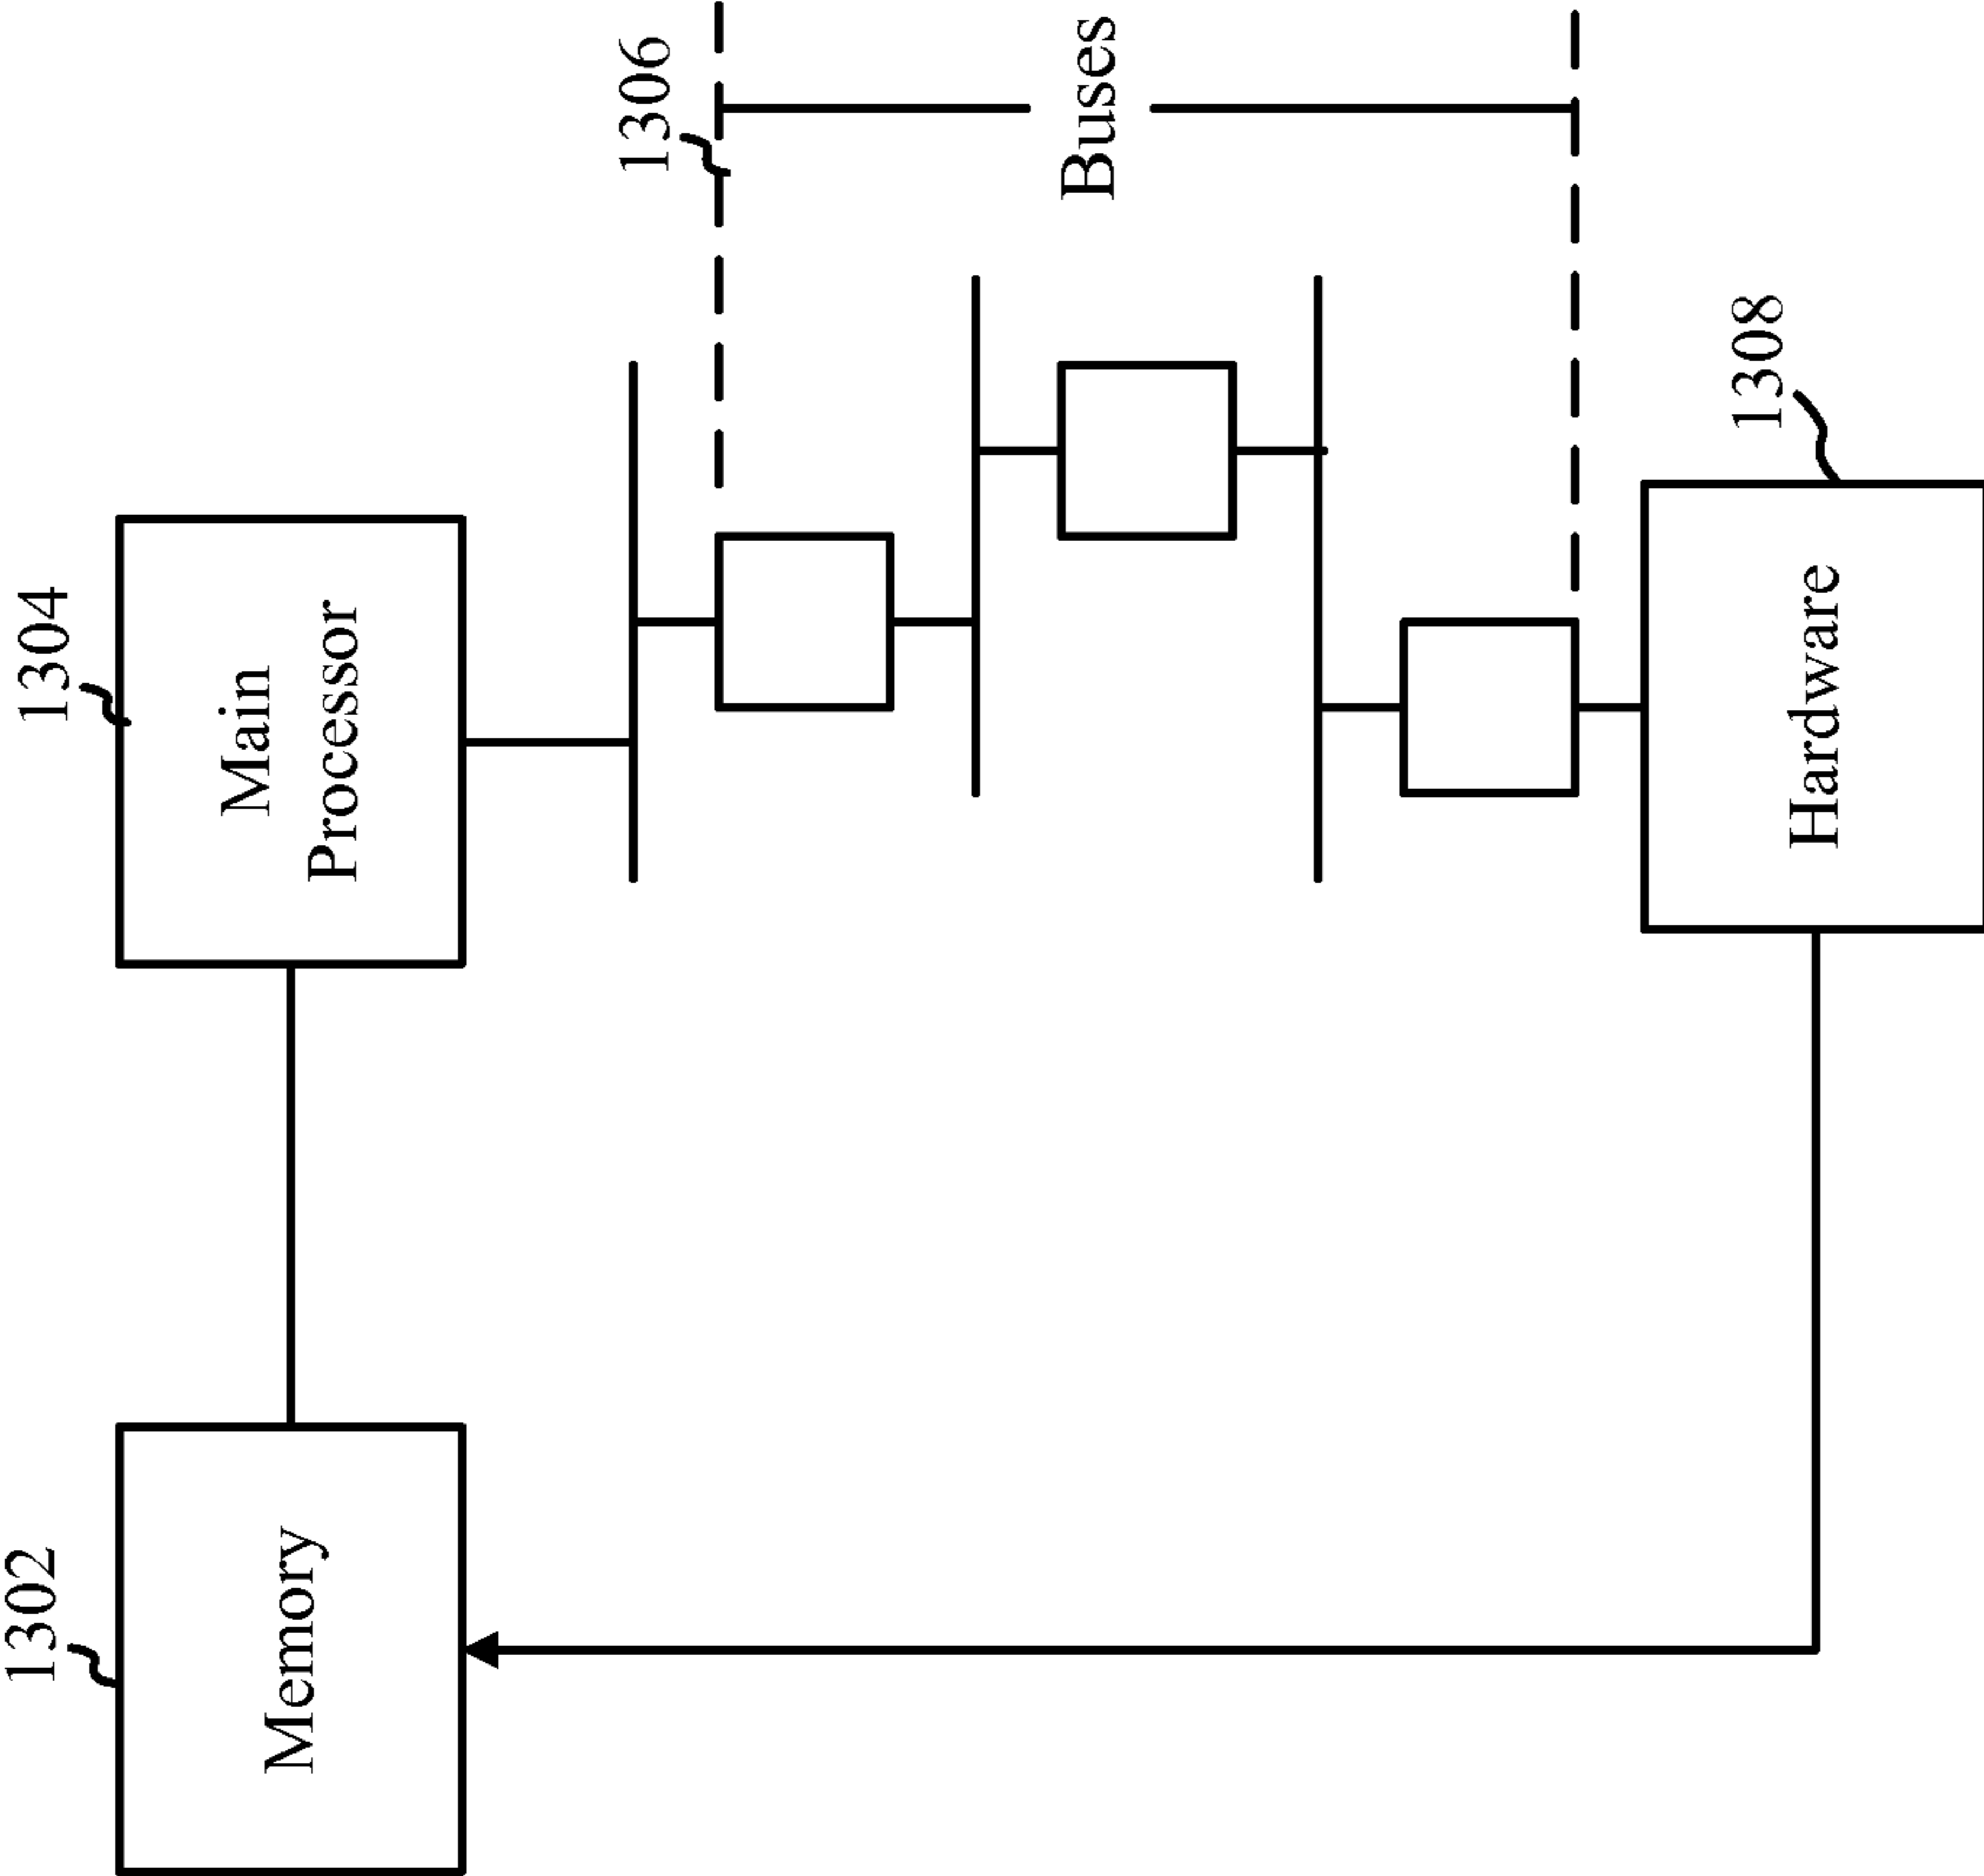 1302
Memory
1304
Main
Processor
1306
Buses
1308
Hardware